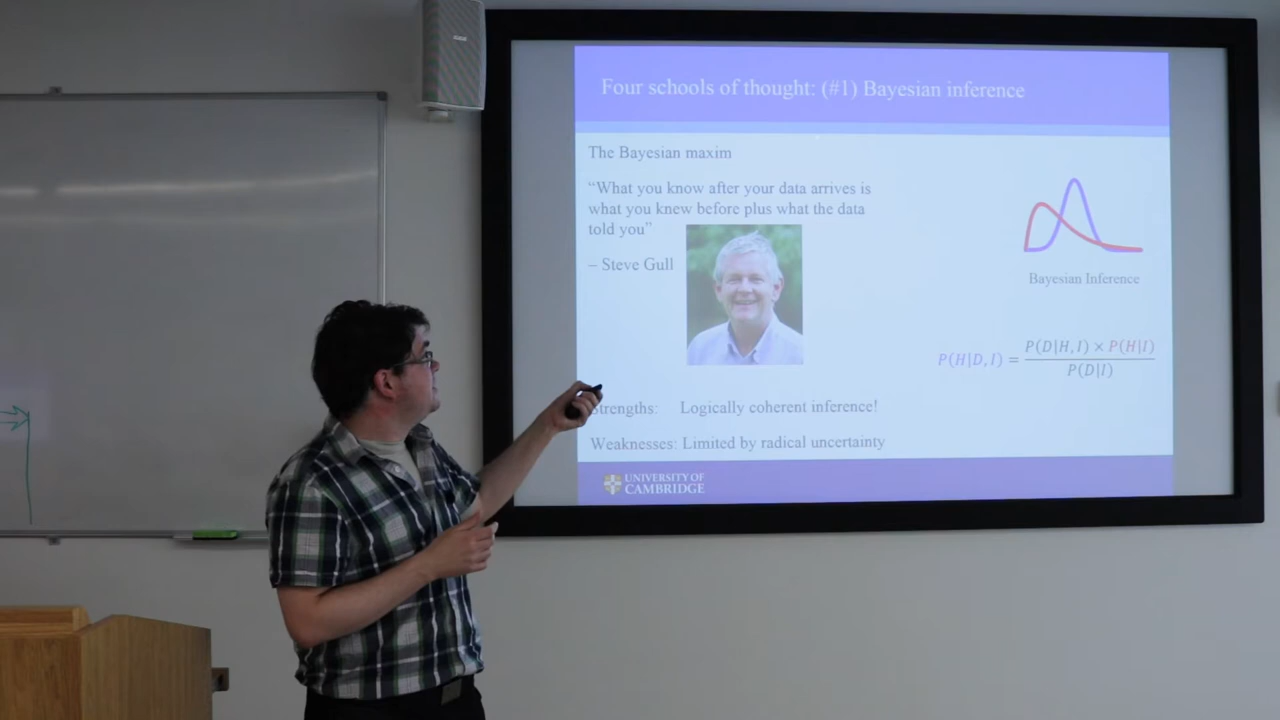 Four schools of thought: (#1) Bayesian inference
The Bayesian maxim
“What you know after your data arrives is
what you knew before plus what the data
told you”
– Steve Gull
Bayesian Inference
P(H|D, I) = P(D|H, I) × P(H|I)
P(D|I)
Strengths: Logically coherent inference!
Weaknesses: Limited by radical uncertainty
UNIVERSITY OF
CAMBRIDGE